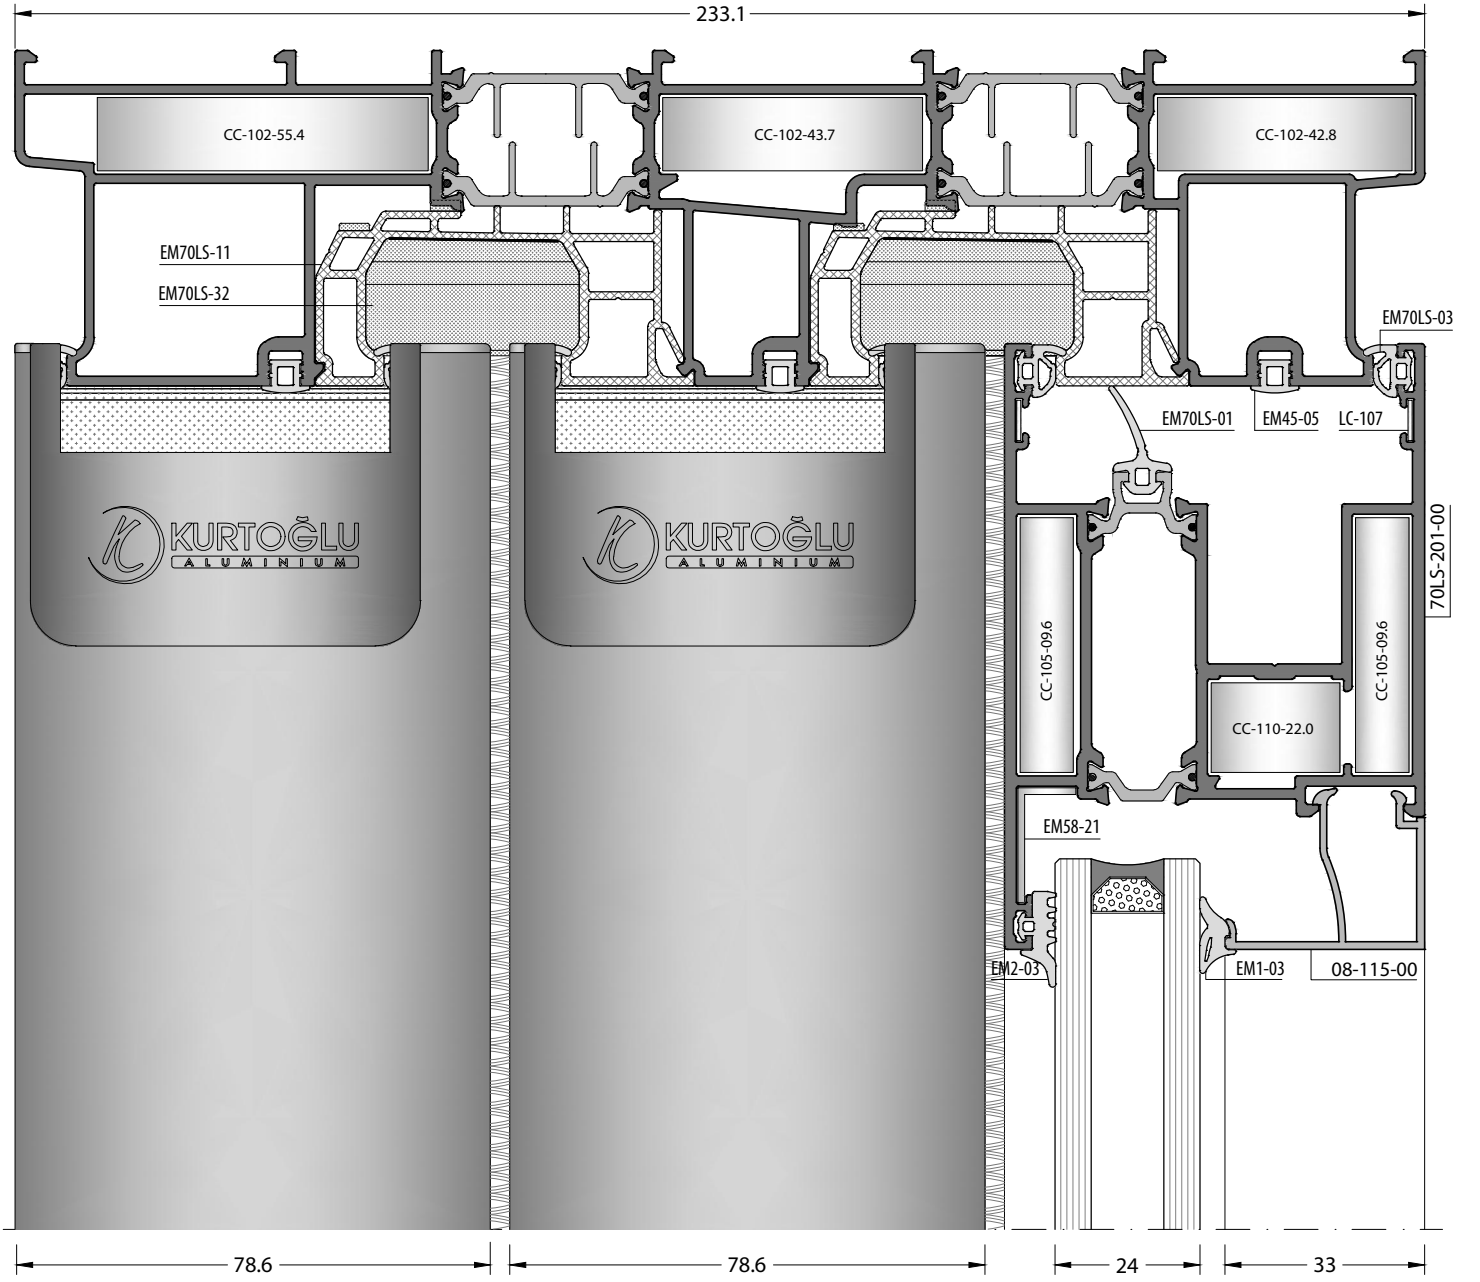 233.1
CC-102-55.4
CC-102-43.7
CC-102-42.8
EM70LS-11
EM70LS-32
EM70LS-03
EM70LS-01
EM45-05
LC-107
KURTOĞLU
ALUMINIUM
KURTOĞLU
ALUMINIUM
70LS-201-00
CC-105-09.6
CC-105-09.6
CC-110-22.0
EM58-21
EM2-03
EM1-03
08-115-00
78.6
78.6
24
33